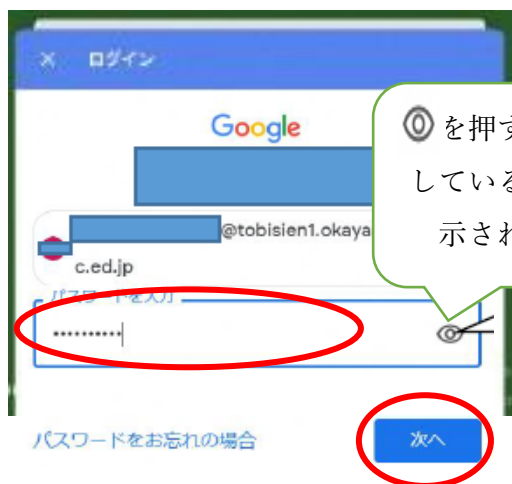 × ログイン
Google
を押す
している
示され
@tobisien1.okaya
c.ed.jp
パスワードを入力
••••••••••
パスワードをお忘れの場合
次へ